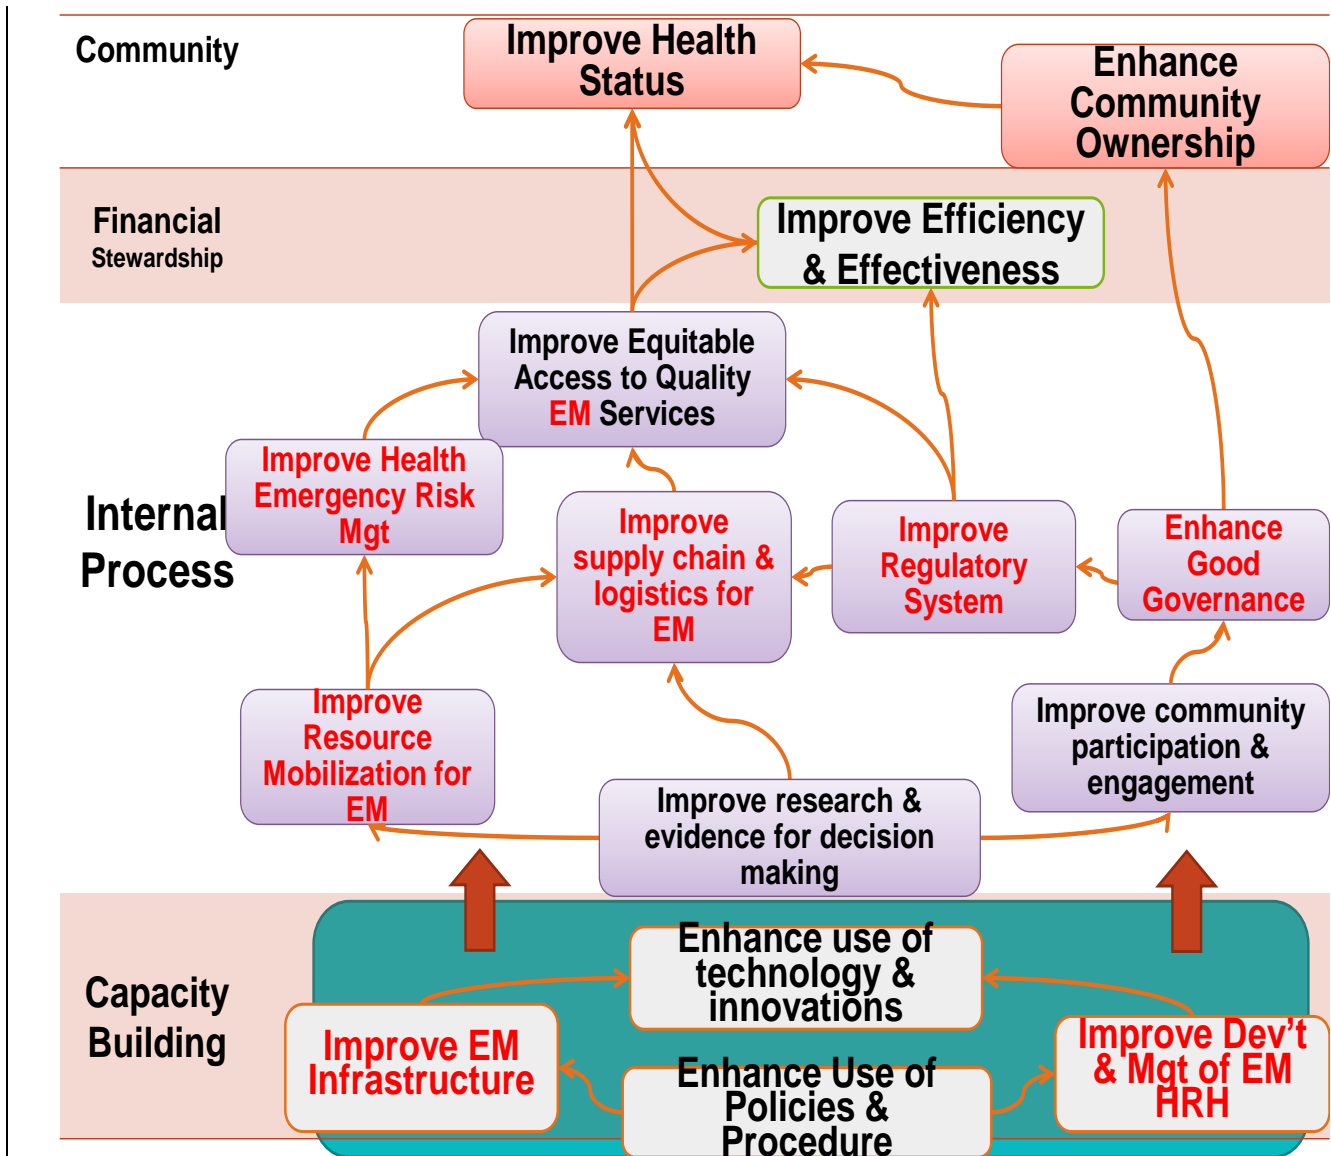 Community
Improve Health
Status
Enhance
Community
Ownership
Financial
Stewardship
Improve Efficiency
& Effectiveness
Improve Equitable
Access to Quality
EM Services
Internal
Process
Improve Health
Emergency Risk
Mgt
Improve
supply chain &
logistics for
EM
Improve
Regulatory
System
Enhance
Good
Governance
Improve
Resource
Mobilization for
EM
Improve research &
evidence for decision
making
Improve community
participation &
engagement
Capacity
Building
Enhance use of
technology &
innovations
Improve EM
Infrastructure
Enhance Use of
Policies &
Procedure
Improve Dev’t
& Mgt of EM
HRH